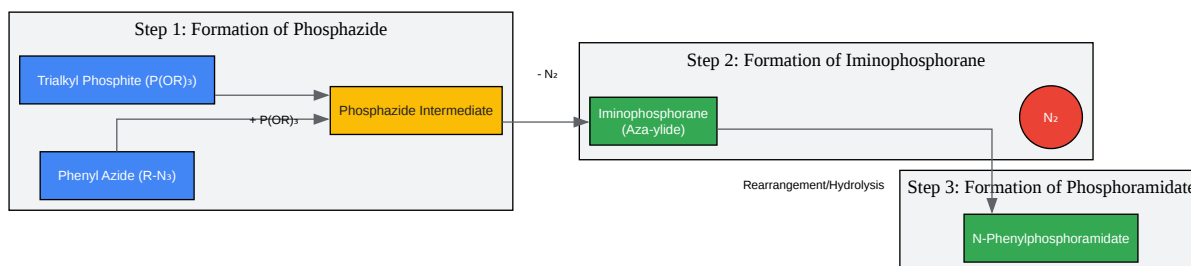 Step 1: Formation of Phosphazide
Trialkyl Phosphite (P(OR)₃)
+ P(OR)₃
Phosphazide Intermediate
Phenyl Azide (R-N₃)
- N₂
Step 2: Formation of Iminophosphorane
Iminophosphorane
(Aza-ylide)
N₂
Rearrangement/Hydrolysis
Step 3: Formation of Phosphoramidate
N-Phenylphosphoramidate